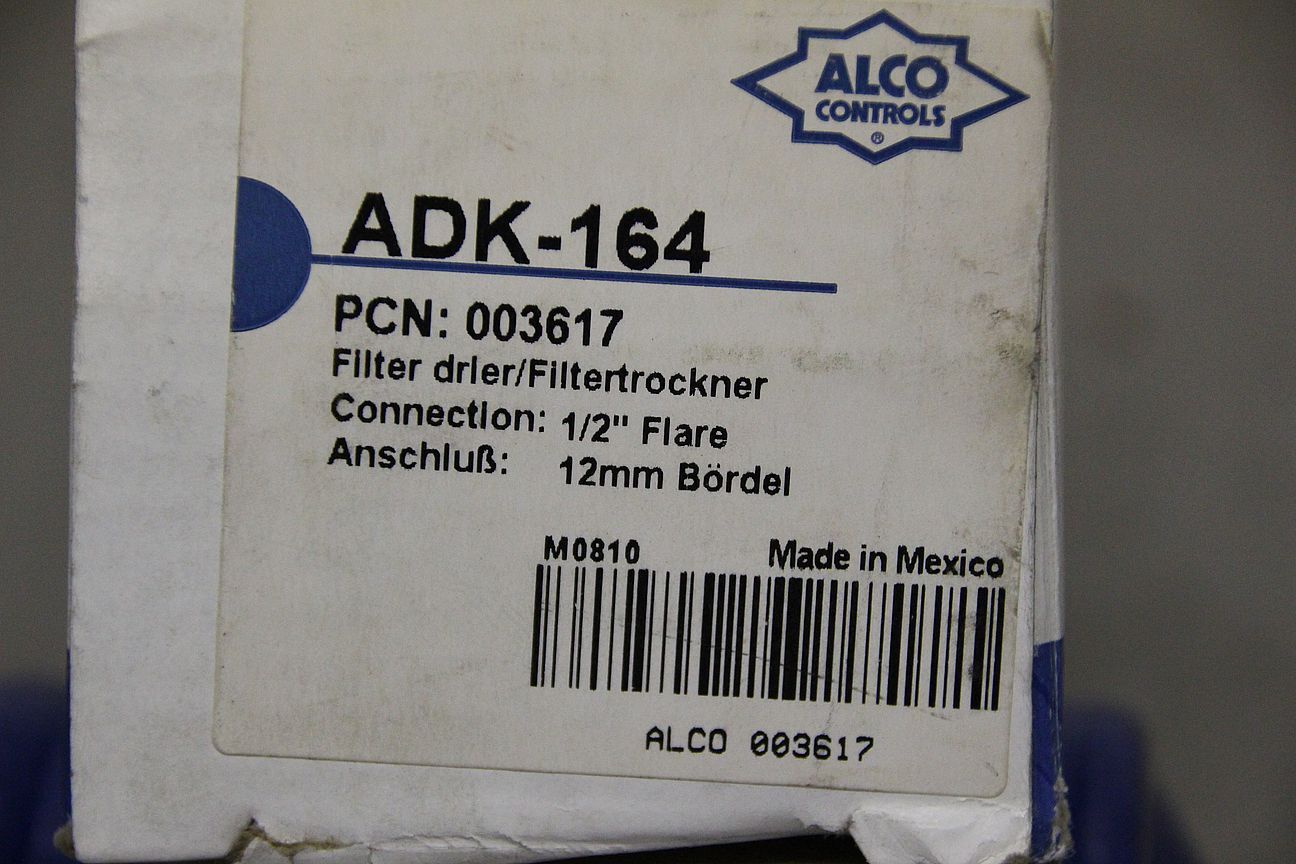 ALCO
CONTROLS
®
ADK-164
PCN: 003617
Filter drier/Filtertrockner
Connection: 1/2" Flare
Anschluß: 12mm Bördel
M0810 Made in Mexico
ALCO 003617